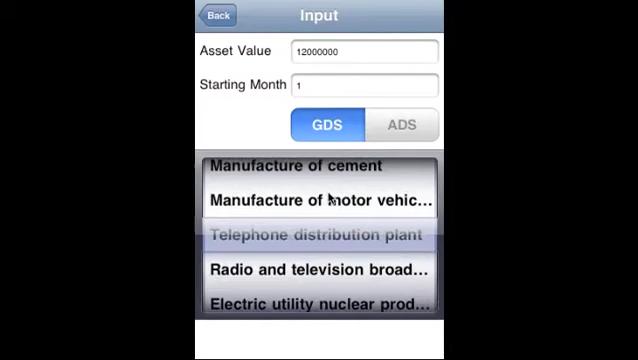 Back
Input
Asset Value
12000000
Starting Month
1
GDS
ADS
Manufacture of cement
Manufacture of motor vehic...
Telephone distribution plant
Radio and television broad...
Electric utility nuclear prod...